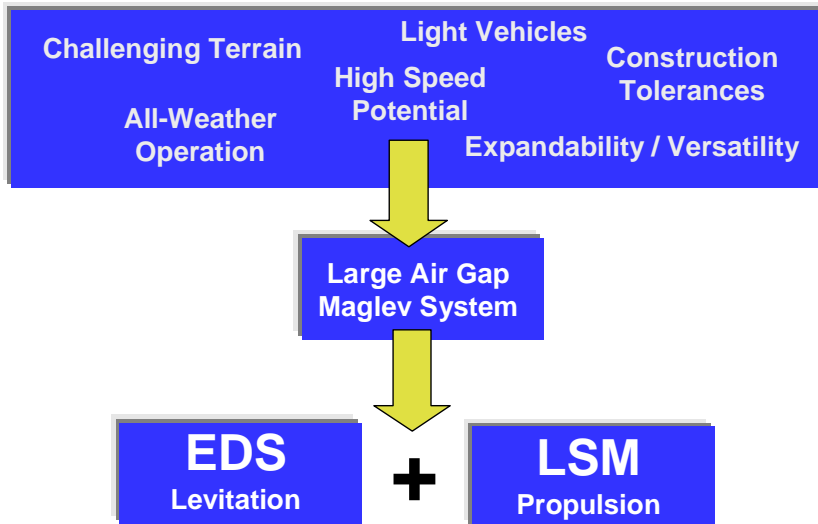 Light Vehicles
Challenging Terrain
Construction
Tolerances
High Speed
Potential
All-Weather
Operation
Expandability / Versatility
Large Air Gap
Maglev System
EDS
Levitation
+
LSM
Propulsion